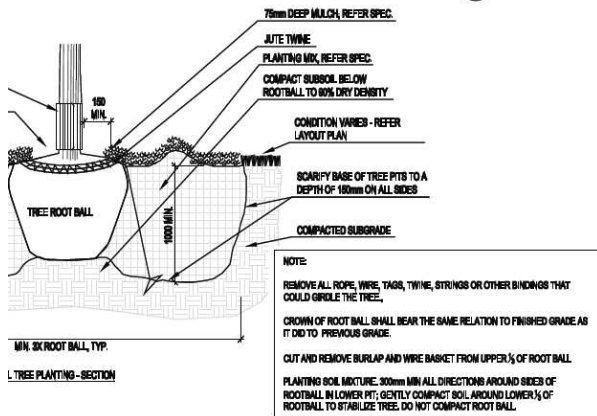 75mm DEEP MULCH, REFER SPEC.
JUTE TWINE
PLANTING MIX, REFER SPEC.
COMPACT SUBSOIL BELOW
ROOTBALL TO 90% DRY DENSITY
150
MIN.
CONDITION VARIES - REFER
LAYOUT PLAN
SCARIFY BASE OF TREE PITS TO A
DEPTH OF 150mm ON ALL SIDES
TREE ROOT BALL
1000 MIN.
COMPACTED SUBGRADE
NOTE:
REMOVE ALL ROPE, WIRE, TAGS, TWINE, STRINGS OR OTHER BINDINGS THAT
COULD GIRDLE THE TREE.,
CROWN OF ROOT BALL SHALL BEAR THE SAME RELATION TO FINISHED GRADE AS
IT DID TO PREVIOUS GRADE.
CUT AND REMOVE BURLAP AND WIRE BASKET FROM UPPER OF ROOT BALL
PLANTING SOIL MIXTURE. 300mm MIN ALL DIRECTIONS AROUND SIDES OF
ROOTBALL IN LOWER PIT; GENTLY COMPACT SOIL AROUND LOWER OF
ROOTBALL TO STABILIZE TREE. DO NOT COMPACT ROOT BALL.
MIN. 3X ROOT BALL, TYP.
L TREE PLANTING - SECTION